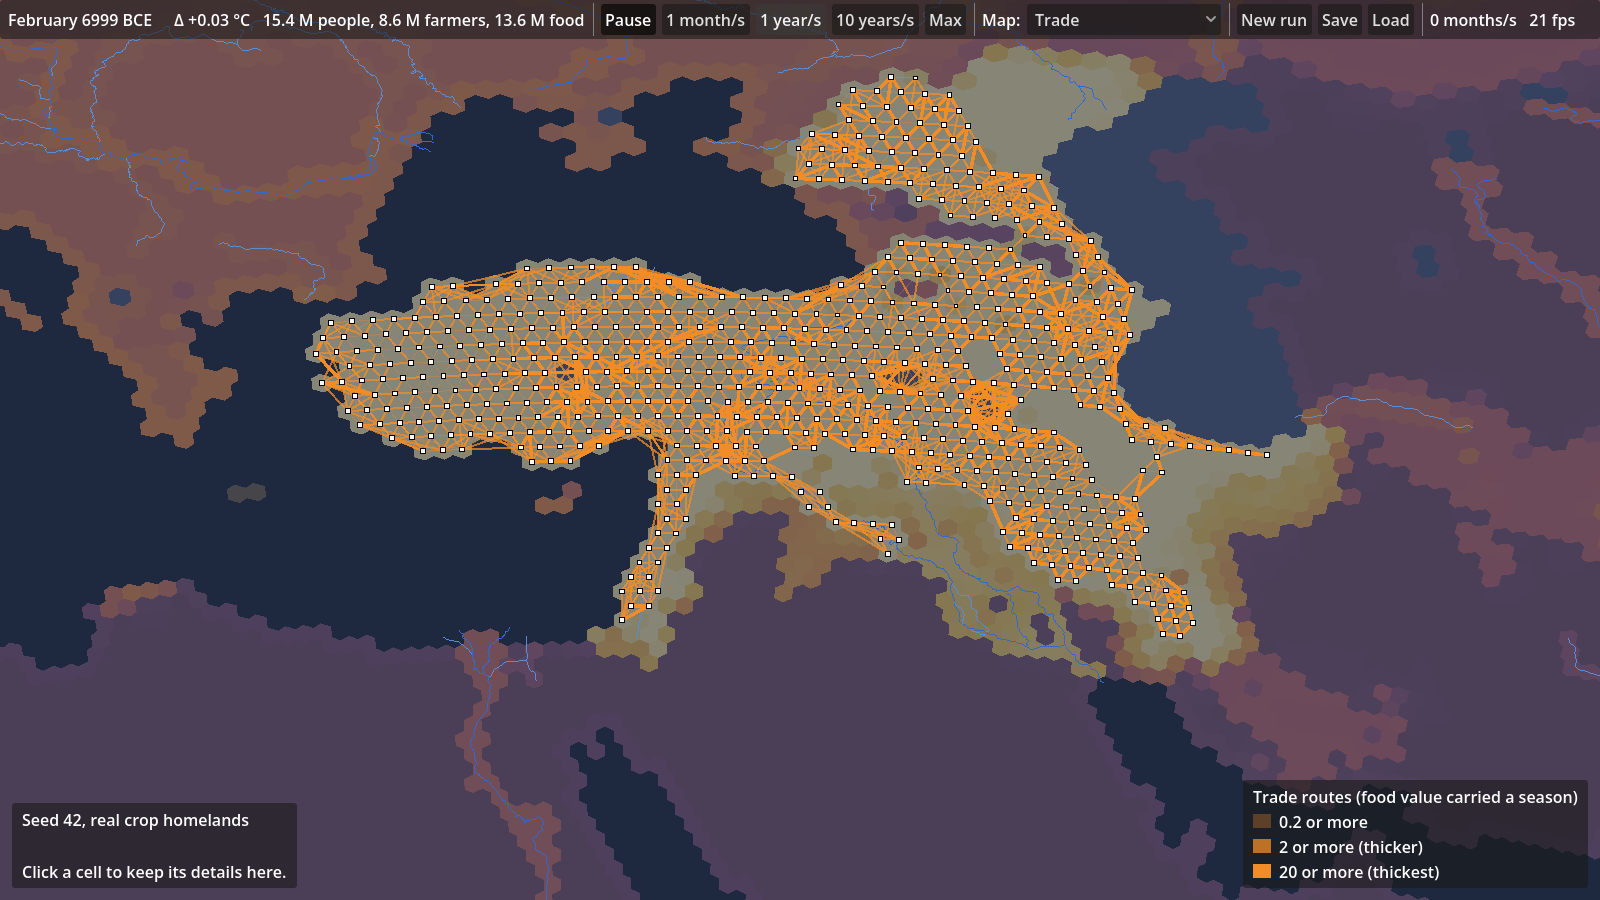 February 6999 BCE Δ +0.03 °C 15.4 M people, 8.6 M farmers, 13.6 M food Pause 1 month/s 1 year/s 10 years/s Max Map: Trade New run Save Load 0 months/s 21 fps
Seed 42, real crop homelands
Click a cell to keep its details here.
Trade routes (food value carried a season)
0.2 or more
2 or more (thicker)
20 or more (thickest)